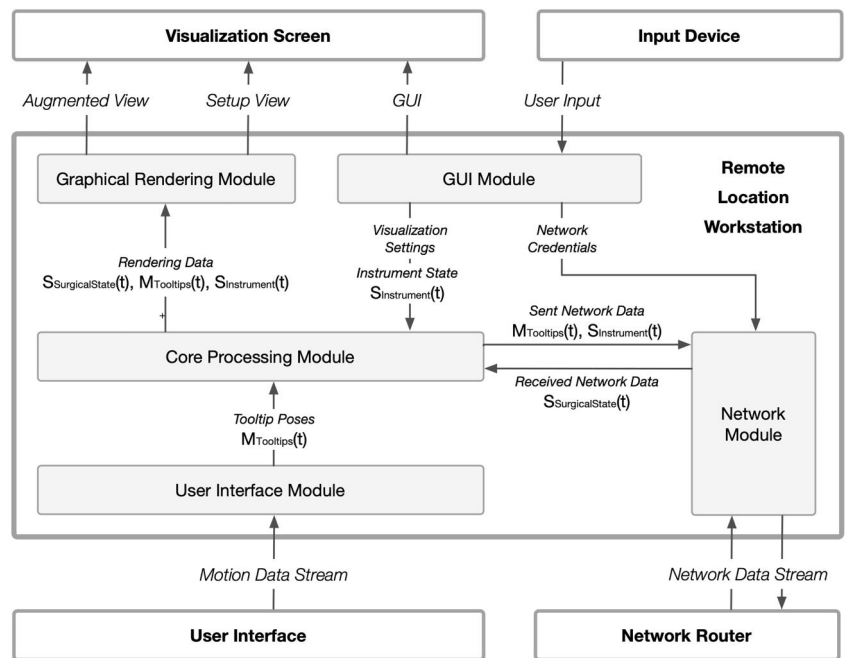 Visualization Screen
Input Device
Augmented View
Setup View
GUI
User Input
Graphical Rendering Module
GUI Module
Remote
Location
Workstation
Visualization
Settings
Network
Credentials
Rendering Data
SSurgicalState(t), MTooltips(t), SInstrument(t)
Instrument State
SInstrument(t)
+
Sent Network Data
MTooltips(t), SInstrument(t)
Core Processing Module
Received Network Data
SSurgicalState(t)
Network
Module
Tooltip Poses
MTooltips(t)
User Interface Module
Motion Data Stream
Network Data Stream
User Interface
Network Router